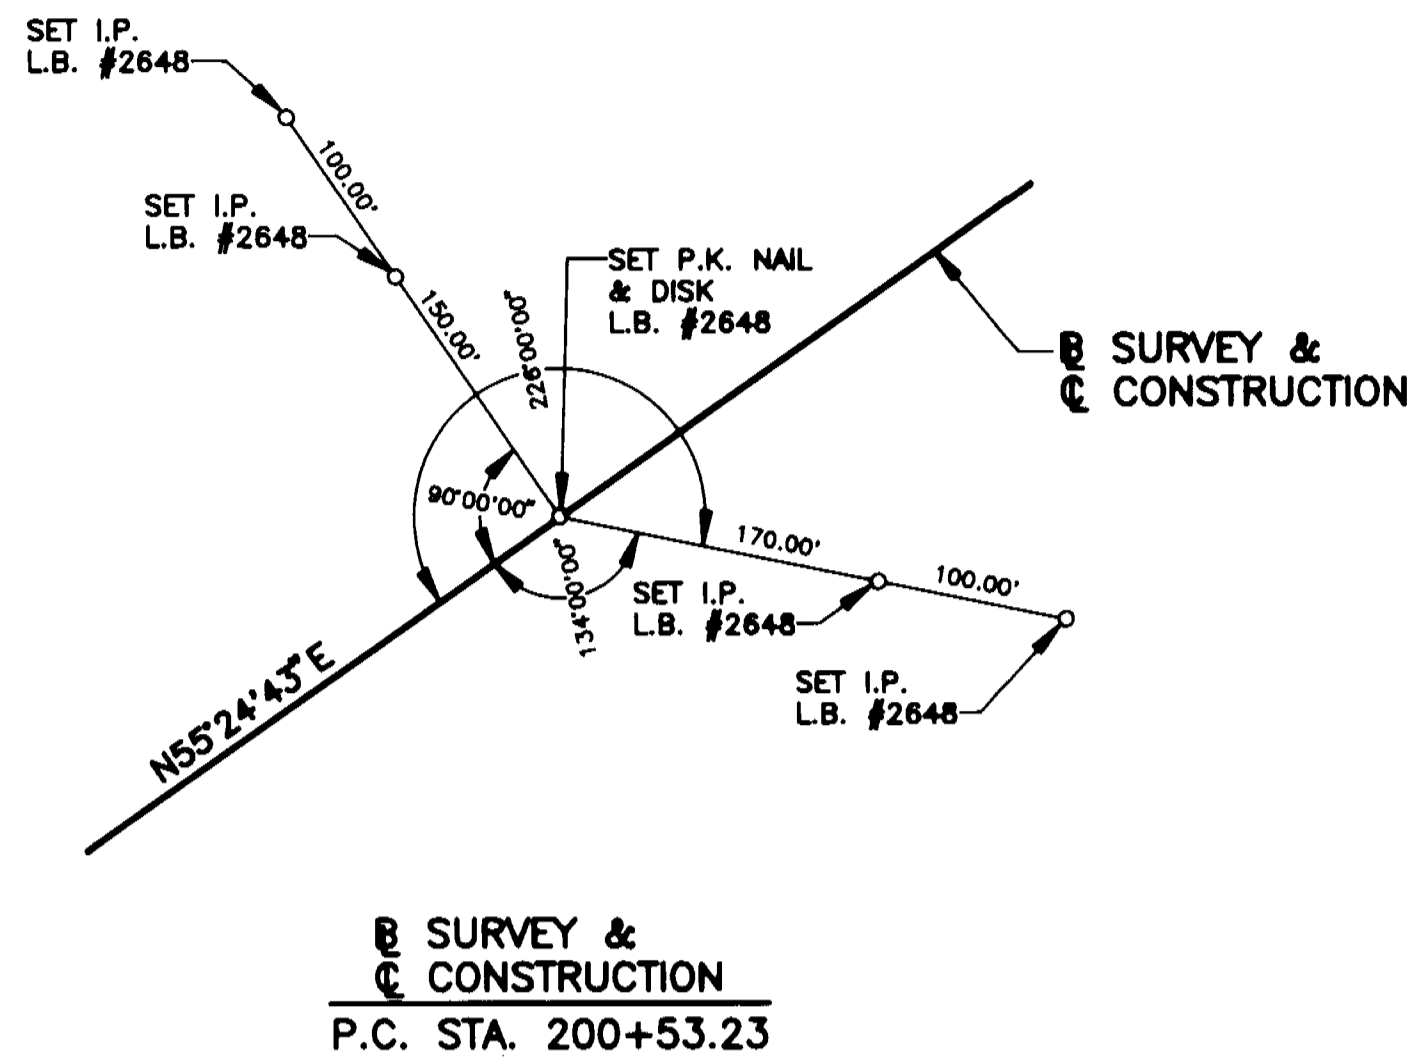 SET I.P.
L.B. #2648
100.00'
SET I.P.
L.B. #2648
150.00'
226°00'00"
SET P.K. NAIL
& DISK
L.B. #2648
℄ SURVEY &
℄ CONSTRUCTION
90°00'00"
134°00'00"
170.00'
100.00'
SET I.P.
L.B. #2648
SET I.P.
L.B. #2648
N55°24'43"E
B SURVEY &
℄ CONSTRUCTION
P.C. STA. 200+53.23